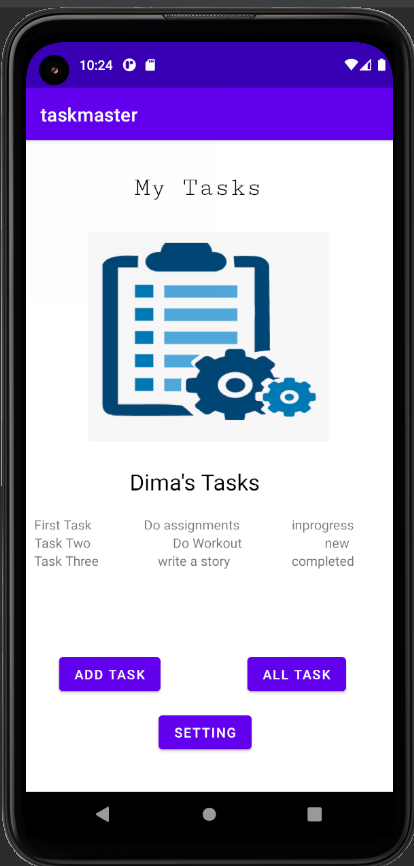 10:24
taskmaster
My Tasks
Dima's Tasks
First Task Do assignments inprogress
Task Two Do Workout new
Task Three write a story completed
ADD TASK ALL TASK
SETTING